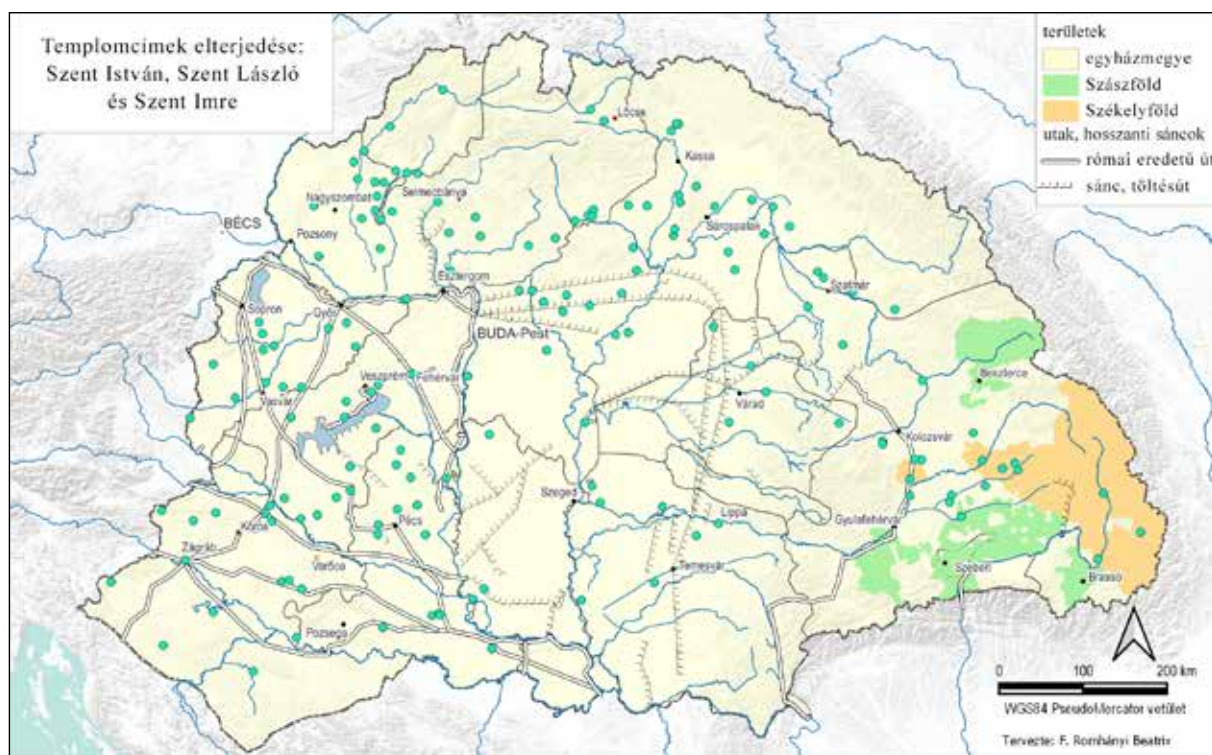 Templomcímek elterjedése:
Szent István, Szent László
és Szent Imre
területek
egyházmegye
Szászföld
Székelyföld
utak, hosszanti sáncok
római eredetű út
sánc, töltésút
Lőcse
Kassa
Selmecbánya
Nagyszombat
BÉCS
Pozsony
Sárospatak
Esztergom
Szatmár
Sopron
Győr
BUDA-Pest
Veszprém
Fehérvár
Beszterce
Vasvár
Várad
Kolozsvár
Szeged
Lippa
Gyulafehérvár
Pécs
Kőrös
Zágráb
Temesvár
Szeben
Brassó
Verőce
Pozsega
0 100 200 km
WGS84 PseudoMercator vetület
Tervezte: F. Romhányi Beatrix